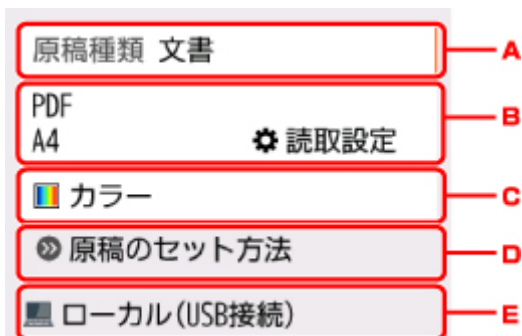 原稿種類 文書
A
PDF
A4
読取設定
B
カラー
C
原稿のセット方法
D
ローカル(USB接続)
E